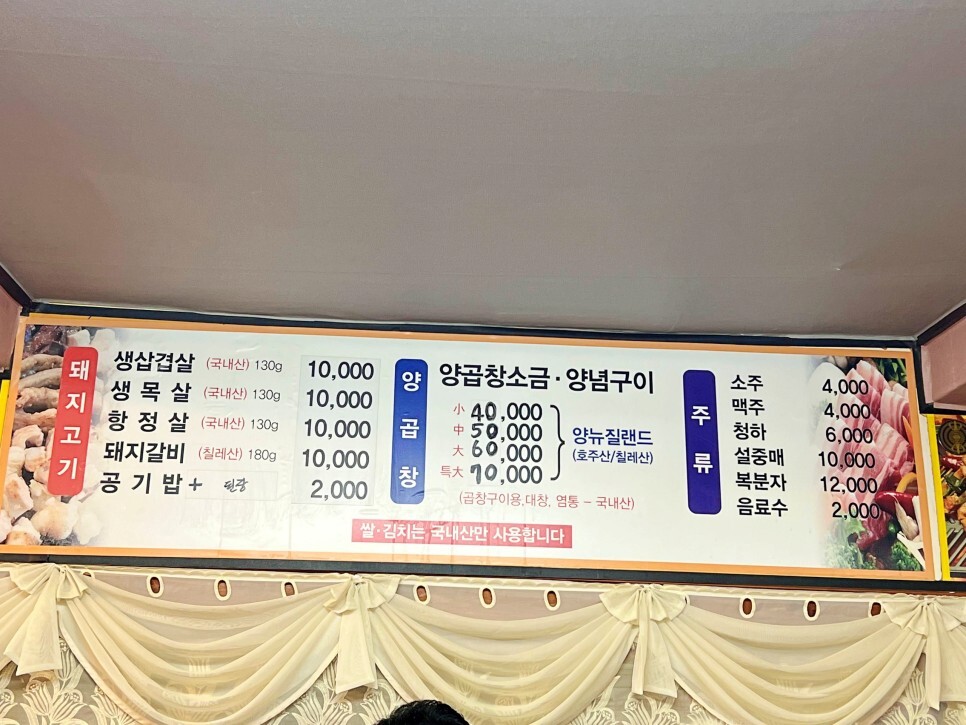 돼지고기
생삼겹살 (국내산) 130g 10,000
생목살 (국내산) 130g 10,000
항정살 (국내산) 130g 10,000
돼지갈비 (칠레산) 180g 10,000
공기밥 + 된장 2,000
양곱창
양곱창소금·양념구이
小 40,000
中 50,000
大 60,000
특大 70,000
양뉴질랜드
(호주산/칠레산)
(곱창구이용,대창, 염통 - 국내산)
주류
소주 4,000
맥주 4,000
청하 6,000
설중매 10,000
복분자 12,000
음료수 2,000
쌀·김치는 국내산만 사용합니다